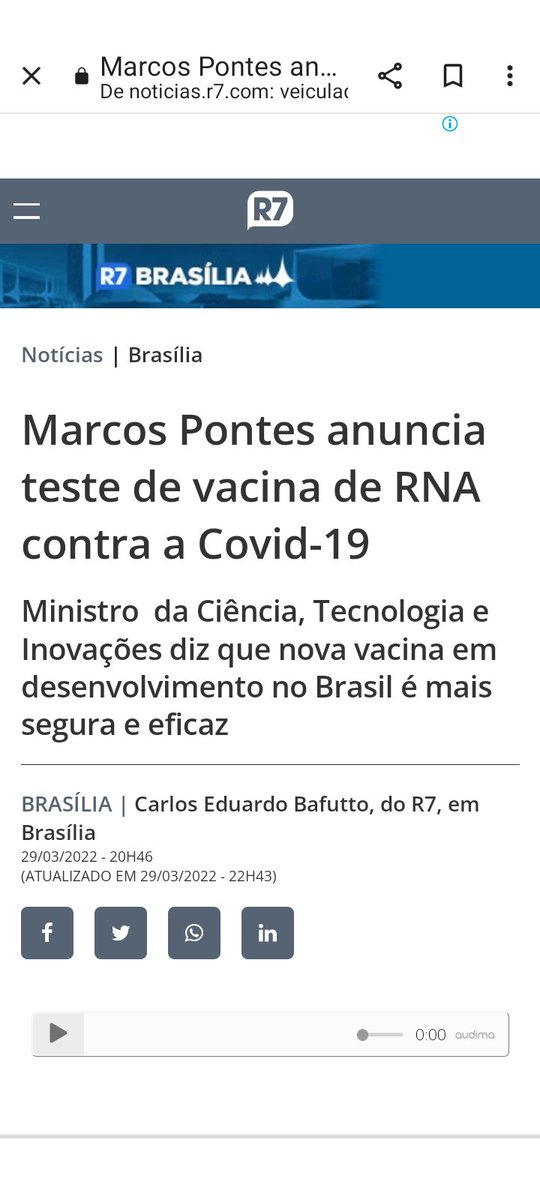 Marcos Pontes an...
De noticias.r7.com: veiculad
R7
R7 BRASÍLIA
Notícias | Brasília
Marcos Pontes anuncia
teste de vacina de RNA
contra a Covid-19
Ministro da Ciência, Tecnologia e
Inovações diz que nova vacina em
desenvolvimento no Brasil é mais
segura e eficaz
BRASÍLIA | Carlos Eduardo Bafutto, do R7, em
Brasília
29/03/2022 - 20H46
(ATUALIZADO EM 29/03/2022 - 22H43)
0:00 audima